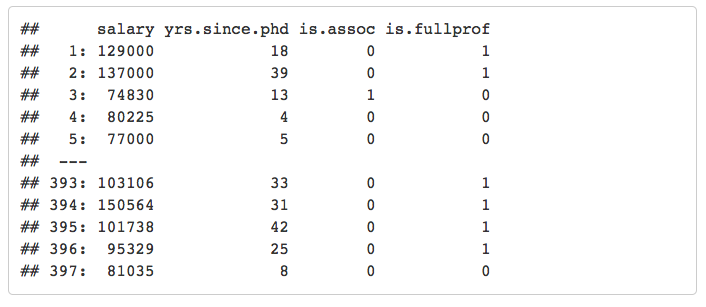 ##      salary yrs.since.phd is.assoc is.fullprof
##   1: 129000            18        0           1
##   2: 137000            39        0           1
##   3:  74830            13        1           0
##   4:  80225             4        0           0
##   5:  77000             5        0           0
##  ---
## 393: 103106            33        0           1
## 394: 150564            31        0           1
## 395: 101738            42        0           1
## 396:  95329            25        0           1
## 397:  81035             8        0           0